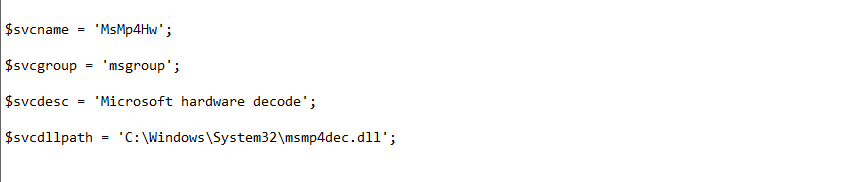 $svcname = 'MsMp4Hw';
$svcgroup = 'msgroup';
$svcdesc = 'Microsoft hardware decode';
$svcdllpath = 'C:\Windows\System32\msmp4dec.dll';